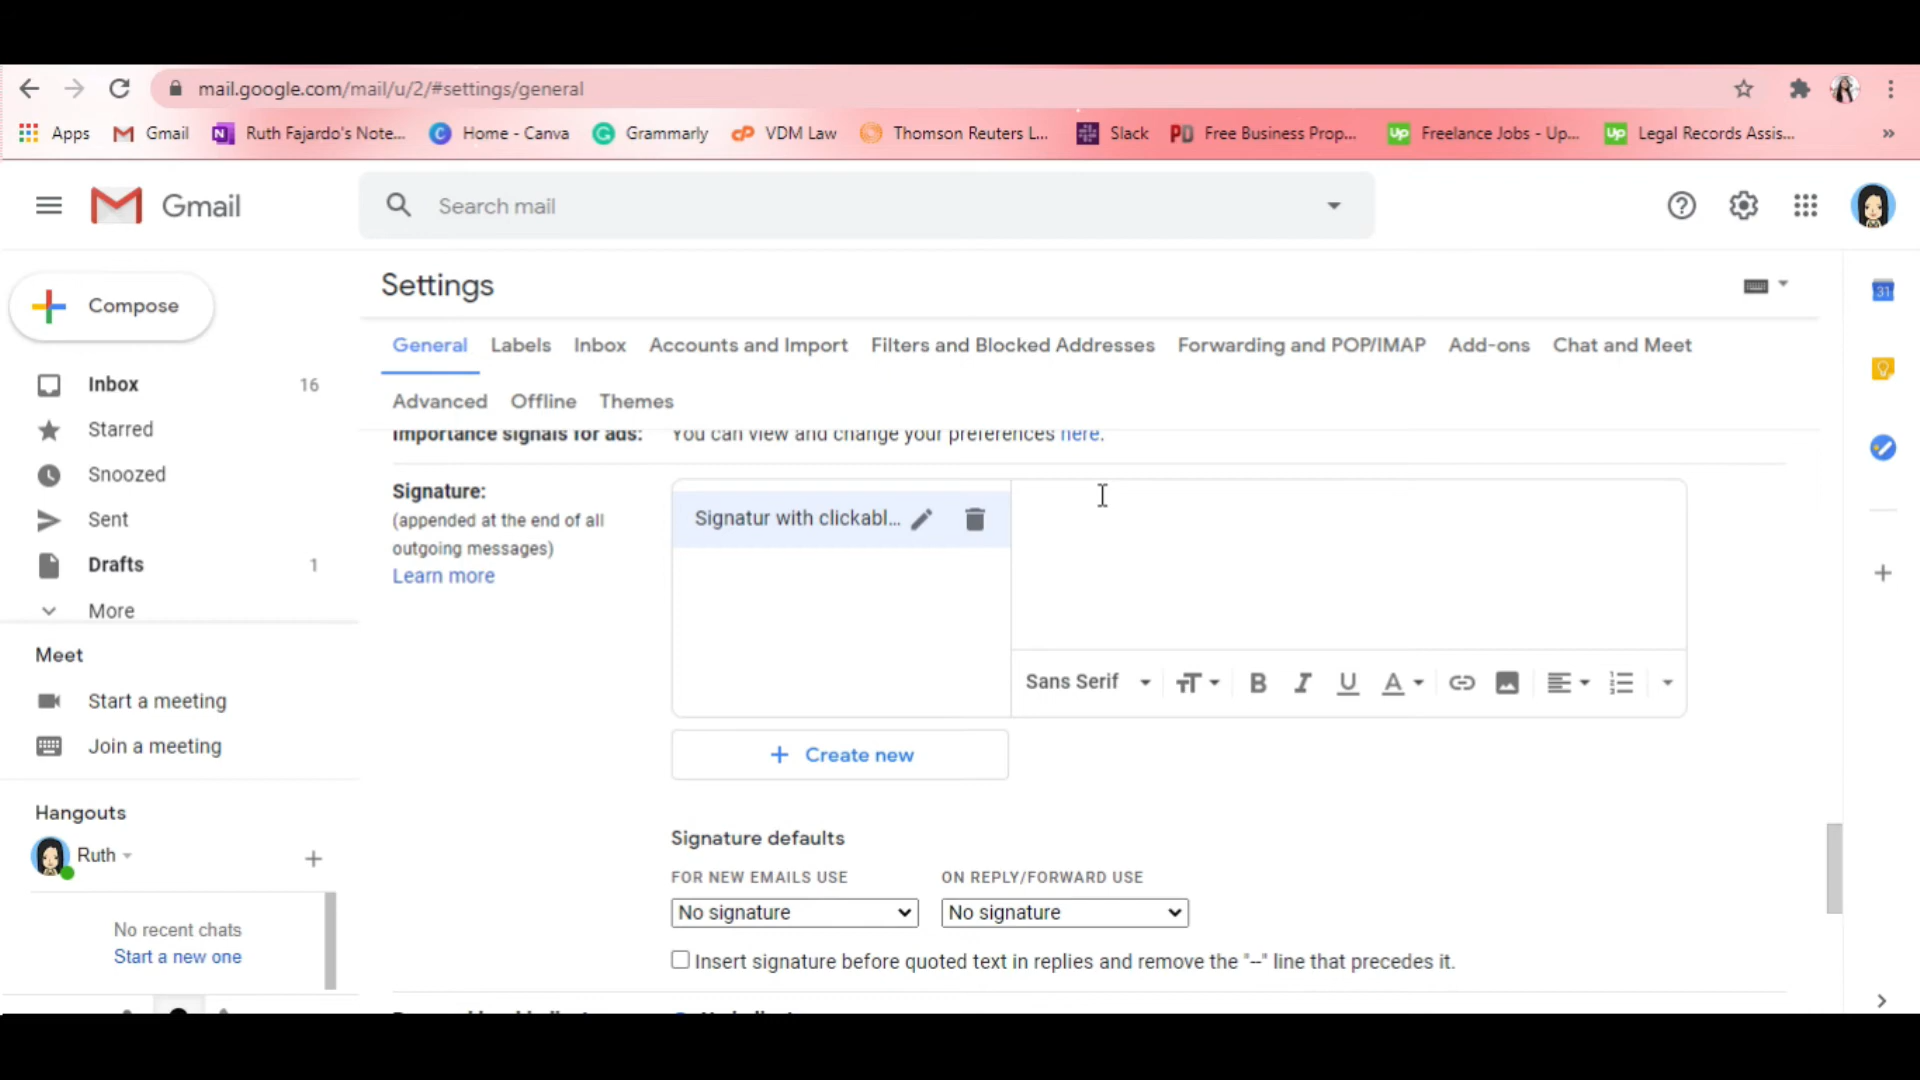 mail.google.com/mail/u/2/#settings/general
Apps Gmail Ruth Fajardo's Note... Home - Canva Grammarly VDM Law Thomson Reuters L... Slack Free Business Prop... Freelance Jobs - Up... Legal Records Assis... »
Gmail Search mail
Settings
Compose
General Labels Inbox Accounts and Import Filters and Blocked Addresses Forwarding and POP/IMAP Add-ons Chat and Meet
Advanced Offline Themes
Inbox 16
Starred
Snoozed
Sent
Drafts 1
More
Meet
Start a meeting
Join a meeting
Hangouts
Ruth
No recent chats
Start a new one
Importance signals for ads: You can view and change your preferences here.
Signature:
(appended at the end of all
outgoing messages)
Learn more
Signatur with clickabl...
Sans Serif
Create new
Signature defaults
FOR NEW EMAILS USE ON REPLY/FORWARD USE
No signature No signature
Insert signature before quoted text in replies and remove the "--" line that precedes it.